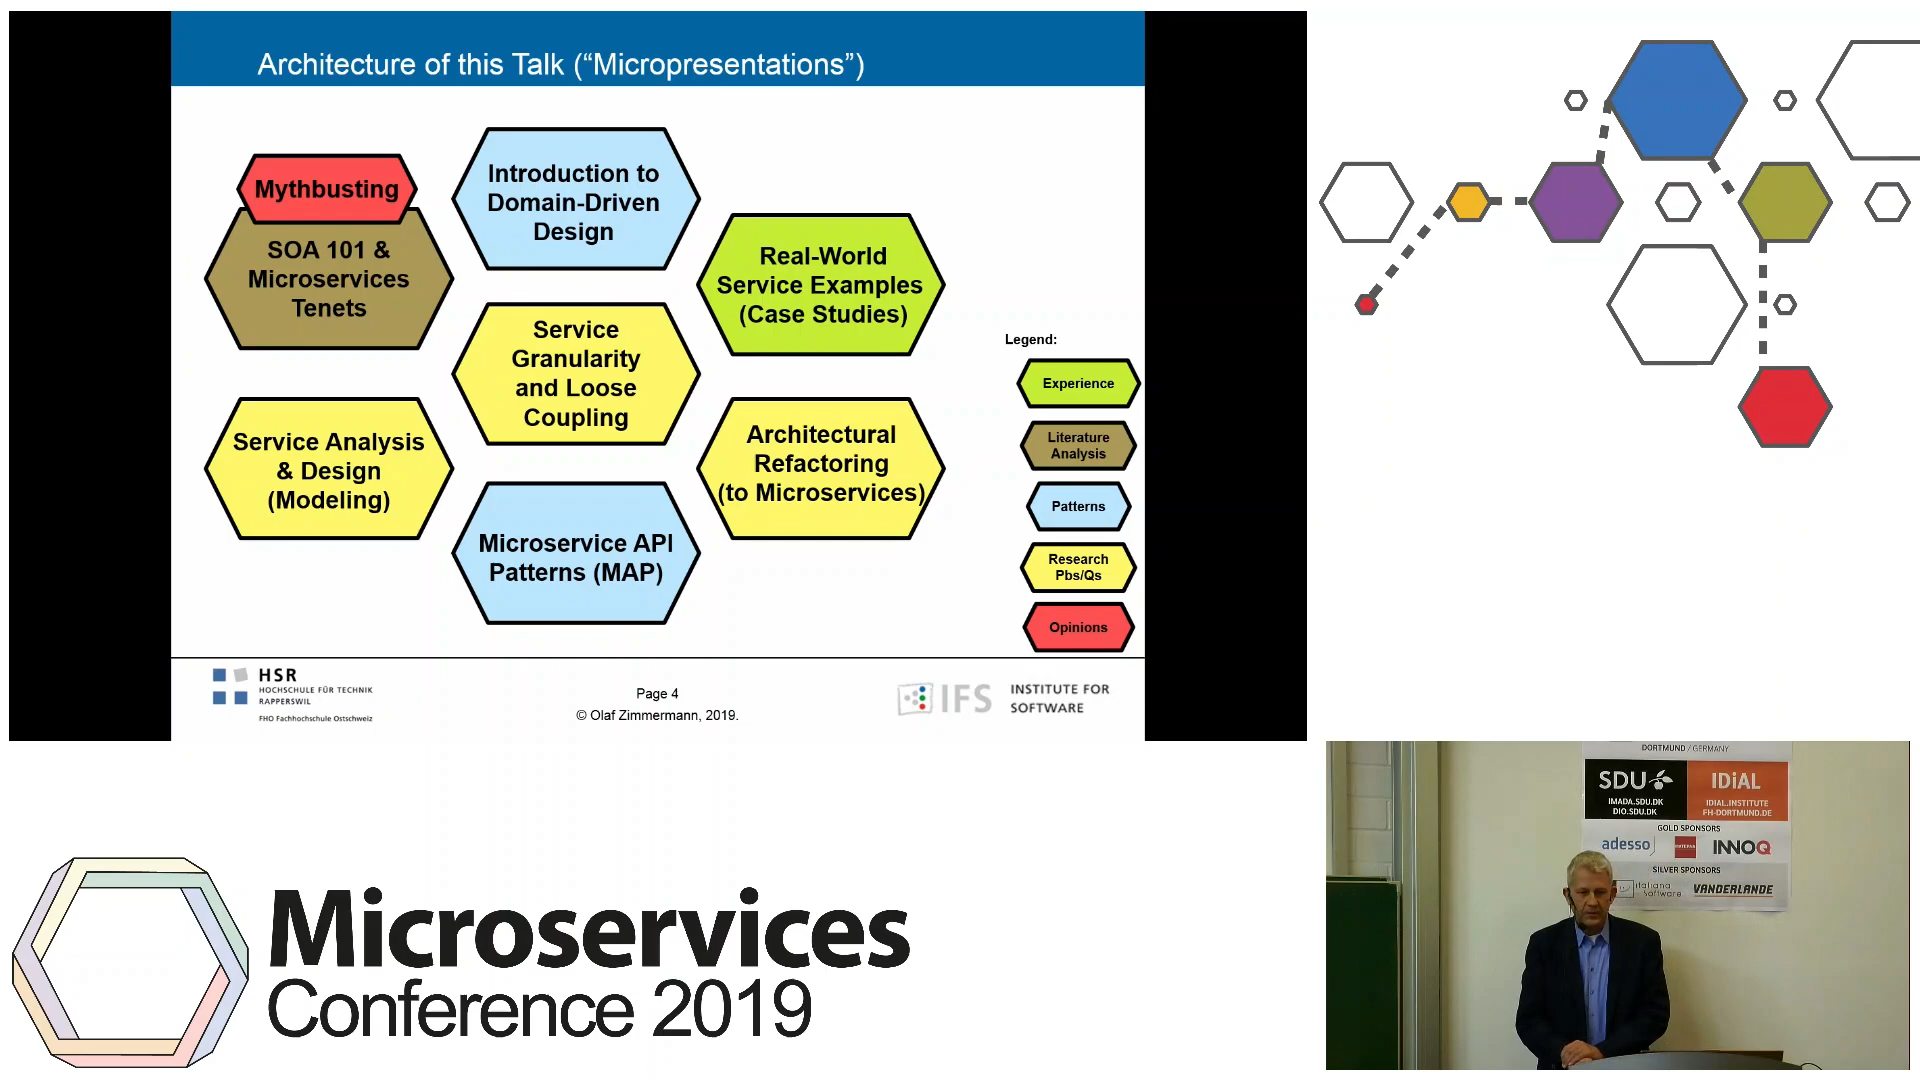 Architecture of this Talk (“Micropresentations”)
Mythbusting
SOA 101 &
Microservices
Tenets
Introduction to
Domain-Driven
Design
Real-World
Service Examples
(Case Studies)
Service
Granularity
and Loose
Coupling
Service Analysis
& Design
(Modeling)
Architectural
Refactoring
(to Microservices)
Microservice API
Patterns (MAP)
Legend:
Experience
Literature
Analysis
Patterns
Research
Pbs/Qs
Opinions
HSR
HOCHSCHULE FÜR TECHNIK
RAPPERSWIL
FHO Fachhochschule Ostschweiz
Page 4
© Olaf Zimmermann, 2019.
IFS
INSTITUTE FOR
SOFTWARE
DORTMUND / GERMANY
SDU
IMADA.SDU.DK
DIO.SDU.DK
IDiAL
IDIAL.INSTITUTE
FH-DORTMUND.DE
GOLD SPONSORS
adesso
INNOQ
SILVER SPONSORS
italiana
Software
VANDERLANDE
Microservices
Conference 2019